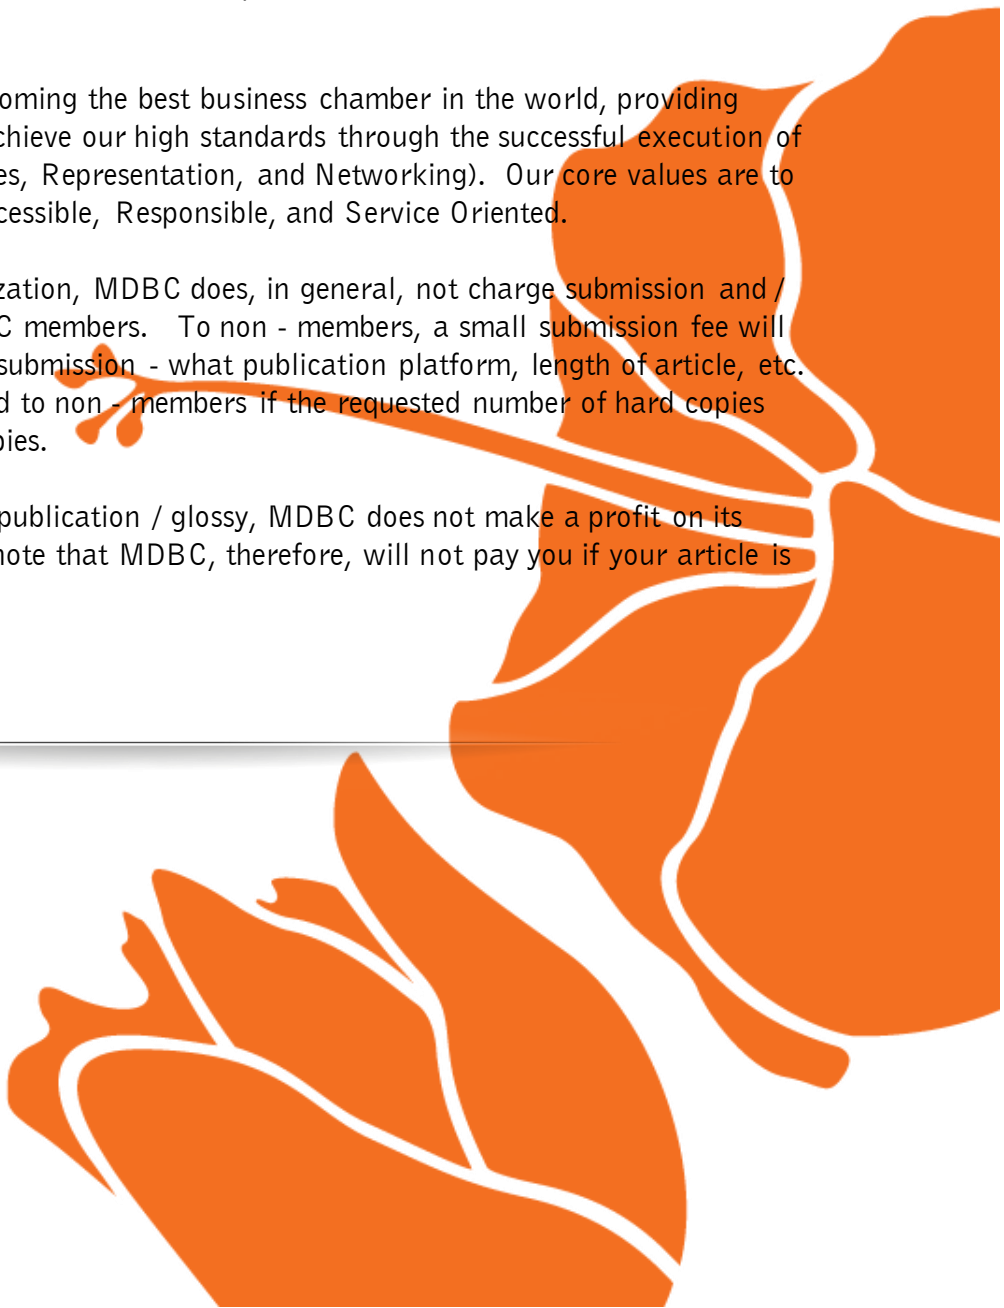 oming the best business chamber in the world, providing
chieve our high standards through the successful execution of
es, Representation, and Networking). Our core values are to
cessible, Responsible, and Service Oriented.
zation, MDBC does, in general, not charge submission and /
C members. To non - members, a small submission fee will
submission - what publication platform, length of article, etc.
d to non - members if the requested number of hard copies
pies.
publication / glossy, MDBC does not make a profit on its
note that MDBC, therefore, will not pay you if your article is